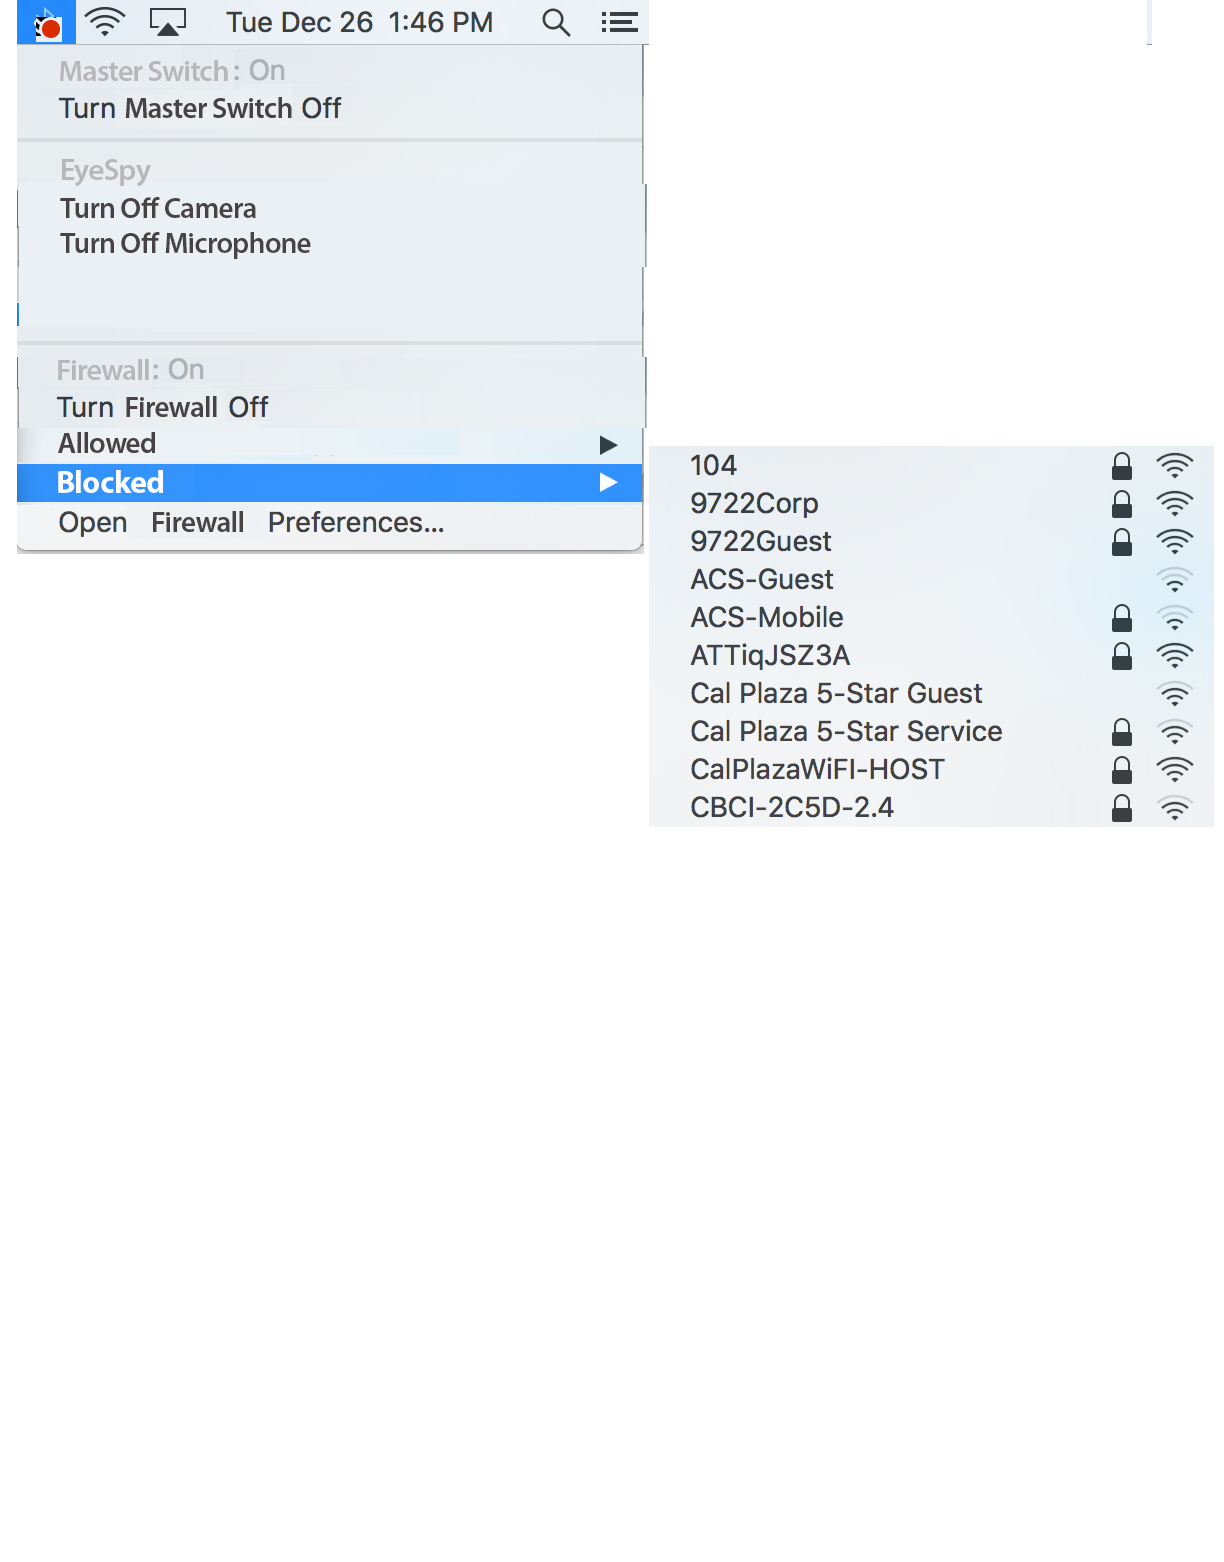 Tue Dec 26 1:46 PM
Master Switch: On
Turn Master Switch Off
EyeSpy
Turn Off Camera
Turn Off Microphone
Firewall: On
Turn Firewall Off
Allowed
Blocked
Open Firewall Preferences...
104
9722Corp
9722Guest
ACS-Guest
ACS-Mobile
ATTiqJSZ3A
Cal Plaza 5-Star Guest
Cal Plaza 5-Star Service
CalPlazaWiFI-HOST
CBCI-2C5D-2.4